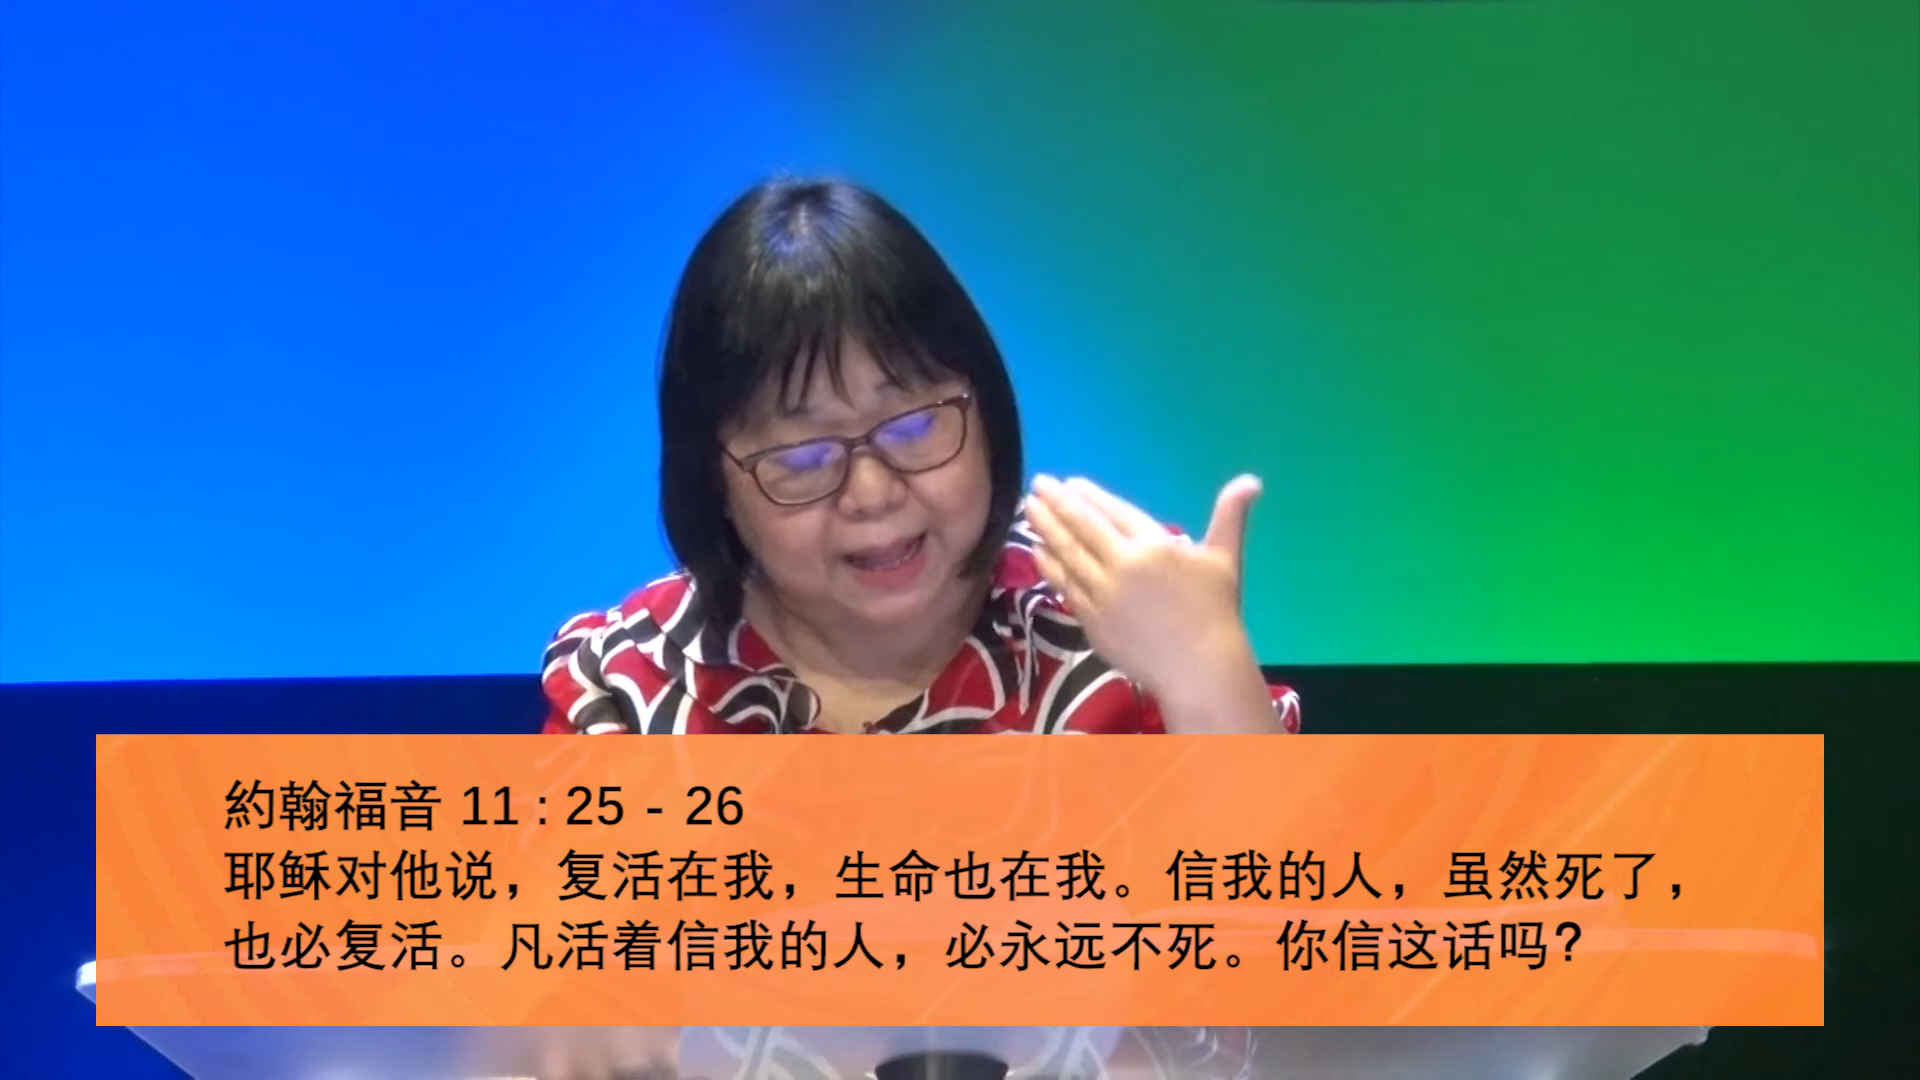 約翰福音 11 : 25 - 26
耶稣对他说，复活在我，生命也在我。信我的人，虽然死了，
也必复活。凡活着信我的人，必永远不死。你信这话吗？